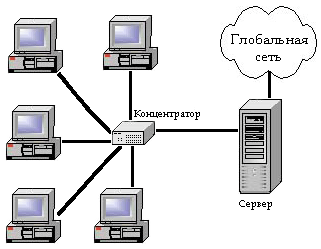 Глобальная
сеть
Концентратор
Сервер